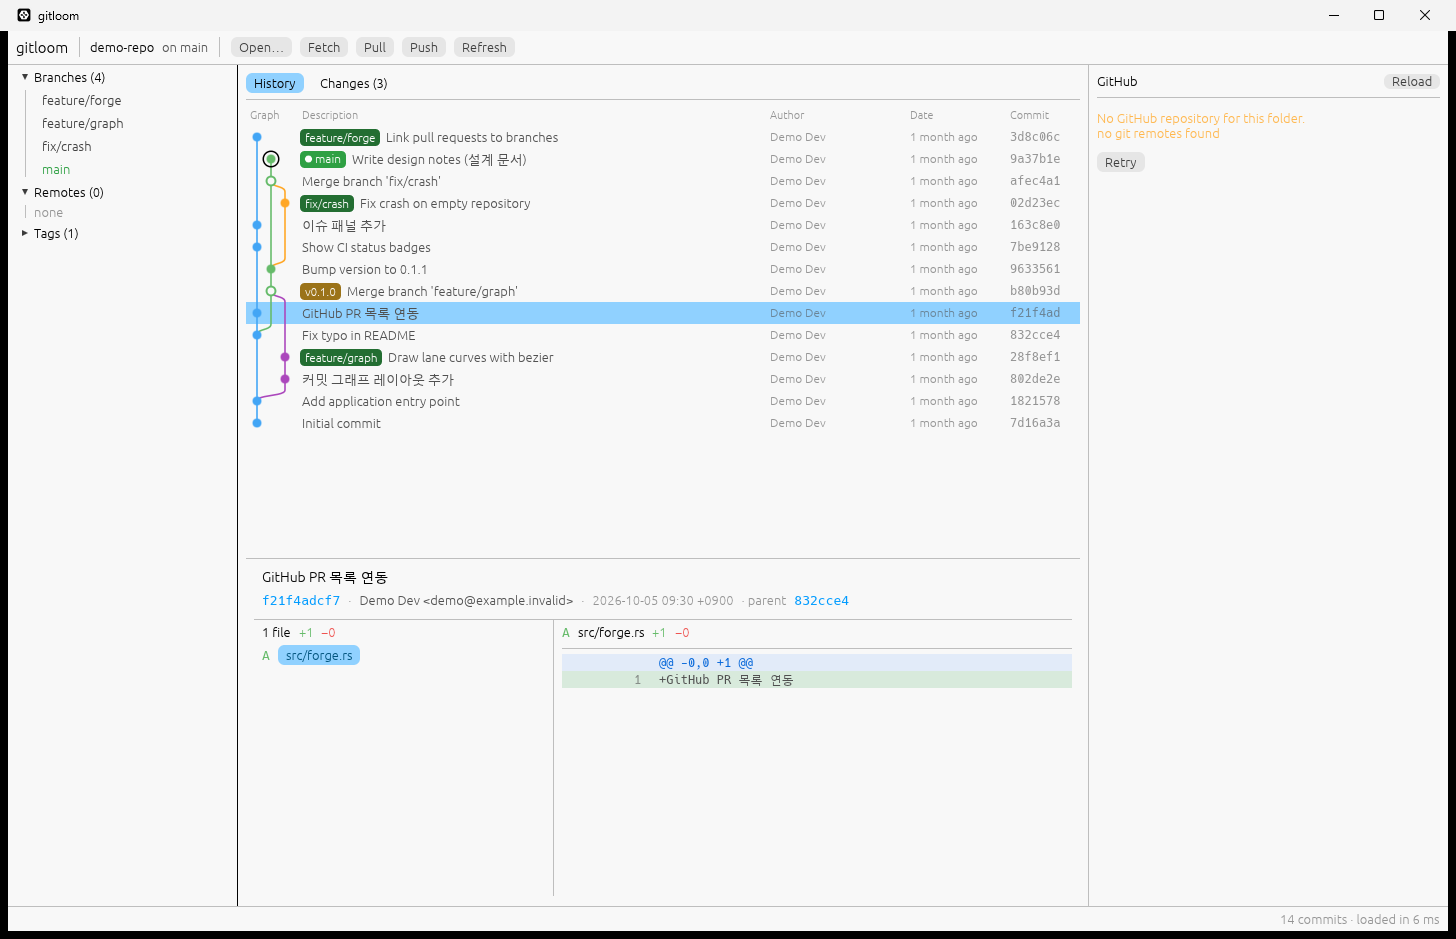 gitloom
gitloom demo-repo on main Open... Fetch Pull Push Refresh
Branches (4)
feature/forge
feature/graph
fix/crash
main
Remotes (0)
none
Tags (1)
History Changes (3)
Graph Description Author Date Commit
feature/forge Link pull requests to branches Demo Dev 1 month ago 3d8c06c
main Write design notes (설계 문서) Demo Dev 1 month ago 9a37b1e
Merge branch 'fix/crash' Demo Dev 1 month ago afec4a1
fix/crash Fix crash on empty repository Demo Dev 1 month ago 02d23ec
이슈 패널 추가 Demo Dev 1 month ago 163c8e0
Show CI status badges Demo Dev 1 month ago 7be9128
Bump version to 0.1.1 Demo Dev 1 month ago 9633561
v0.1.0 Merge branch 'feature/graph' Demo Dev 1 month ago b80b93d
GitHub PR 목록 연동 Demo Dev 1 month ago f21f4ad
Fix typo in README Demo Dev 1 month ago 832cce4
feature/graph Draw lane curves with bezier Demo Dev 1 month ago 28f8ef1
커밋 그래프 레이아웃 추가 Demo Dev 1 month ago 802de2e
Add application entry point Demo Dev 1 month ago 1821578
Initial commit Demo Dev 1 month ago 7d16a3a
GitHub PR 목록 연동
f21f4adcf7 · Demo Dev <demo@example.invalid> · 2026-10-05 09:30 +0900 · parent 832cce4
1 file +1 −0
A src/forge.rs
A src/forge.rs +1 −0
@@ -0,0 +1 @@
1 +GitHub PR 목록 연동
GitHub Reload
No GitHub repository for this folder.
no git remotes found
Retry
14 commits · loaded in 6 ms